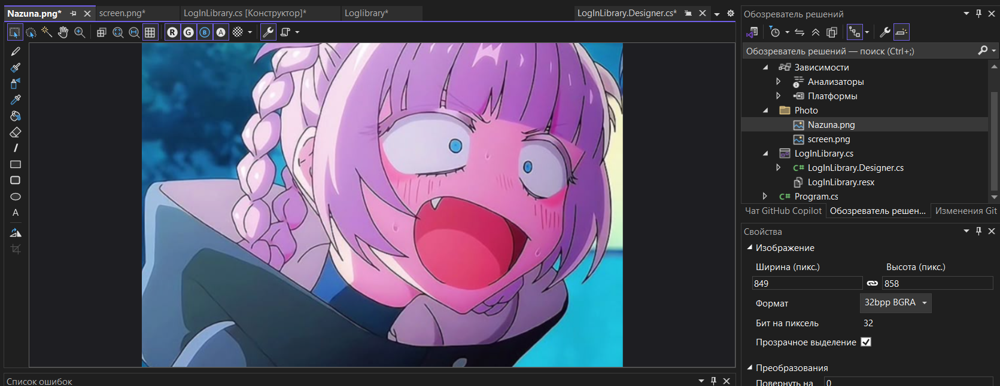 Nazuna.png*
screen.png*
LogInLibrary.cs [Конструктор]*
Loglibrary*
LogInLibrary.Designer.cs*
R G B A
A
Список ошибок
Обозреватель решений
Обозреватель решений — поиск (Ctrl+;)
Зависимости
Анализаторы
Платформы
Photo
Nazuna.png
screen.png
LogInLibrary.cs
C# LogInLibrary.Designer.cs
LogInLibrary.resx
C# Program.cs
Чат GitHub Copilot
Обозреватель решен...
Изменения Git
Свойства
Изображение
Ширина (пикс.)
Высота (пикс.)
849
858
Формат
32bpp BGRA
Бит на пиксель
32
Прозрачное выделение
Преобразования
Повернуть на
0